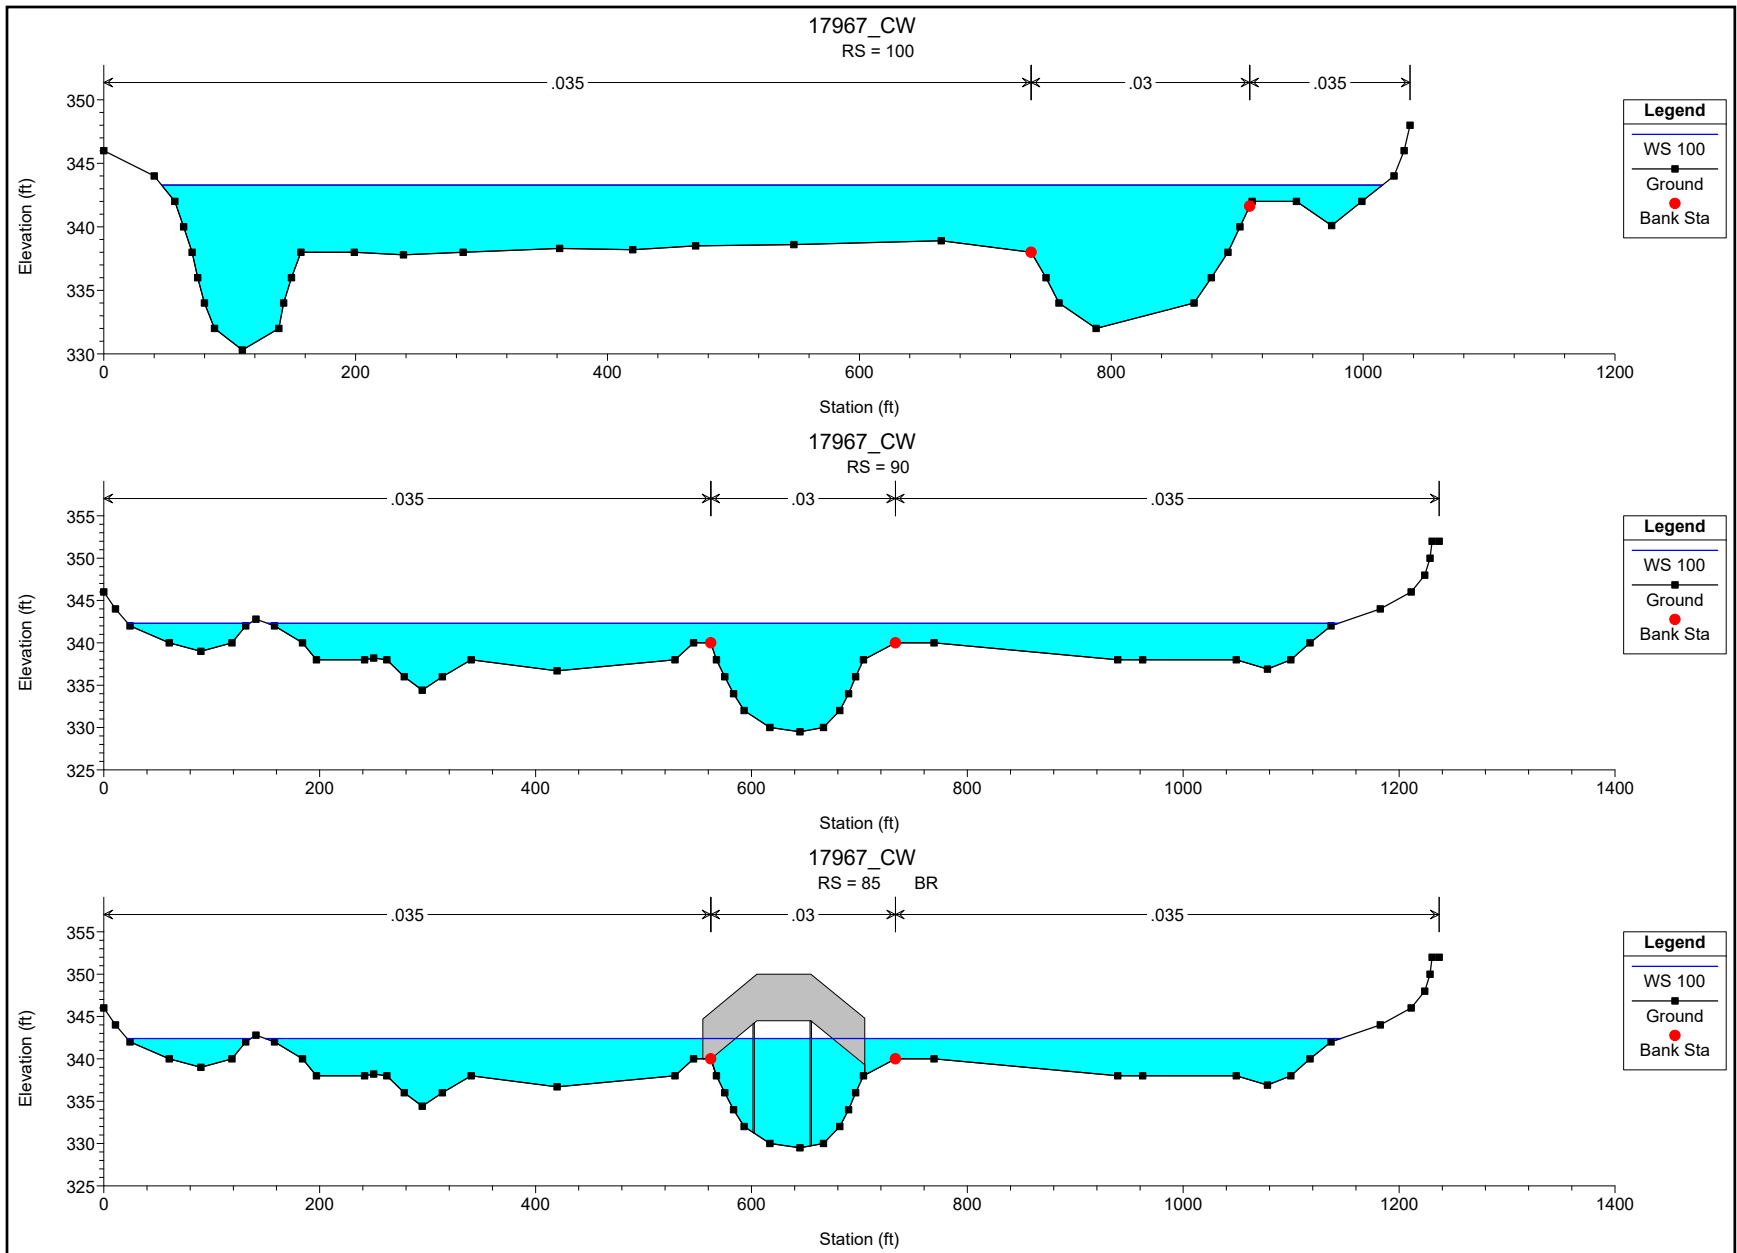 17967_CW
RS = 100
.035
.03
.035
350
345
340
335
330
Elevation (ft)
0
200
400
600
800
1000
1200
Station (ft)
Legend
WS 100
Ground
Bank Sta
17967_CW
RS = 90
.035
.03
.035
355
350
345
340
335
330
325
Elevation (ft)
0
200
400
600
800
1000
1200
1400
Station (ft)
Legend
WS 100
Ground
Bank Sta
17967_CW
RS = 85 BR
.035
.03
.035
355
350
345
340
335
330
325
Elevation (ft)
0
200
400
600
800
1000
1200
1400
Station (ft)
Legend
WS 100
Ground
Bank Sta